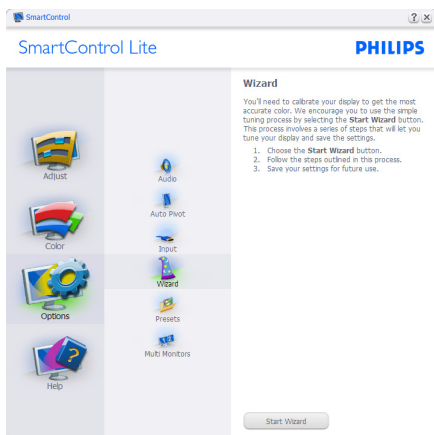 SmartControl
? X
SmartControl Lite
PHILIPS
Adjust
Color
Options
Help
Audio
Auto Pivot
Input
Wizard
Presets
Multi Monitors
Wizard
You'll need to calibrate your display to get the most
accurate color. We encourage you to use the simple
tuning process by selecting the Start Wizard button.
This process involves a series of steps that will let you
tune your display and save the settings.
1. Choose the Start Wizard button.
2. Follow the steps outlined in this process.
3. Save your settings for future use.
Start Wizard